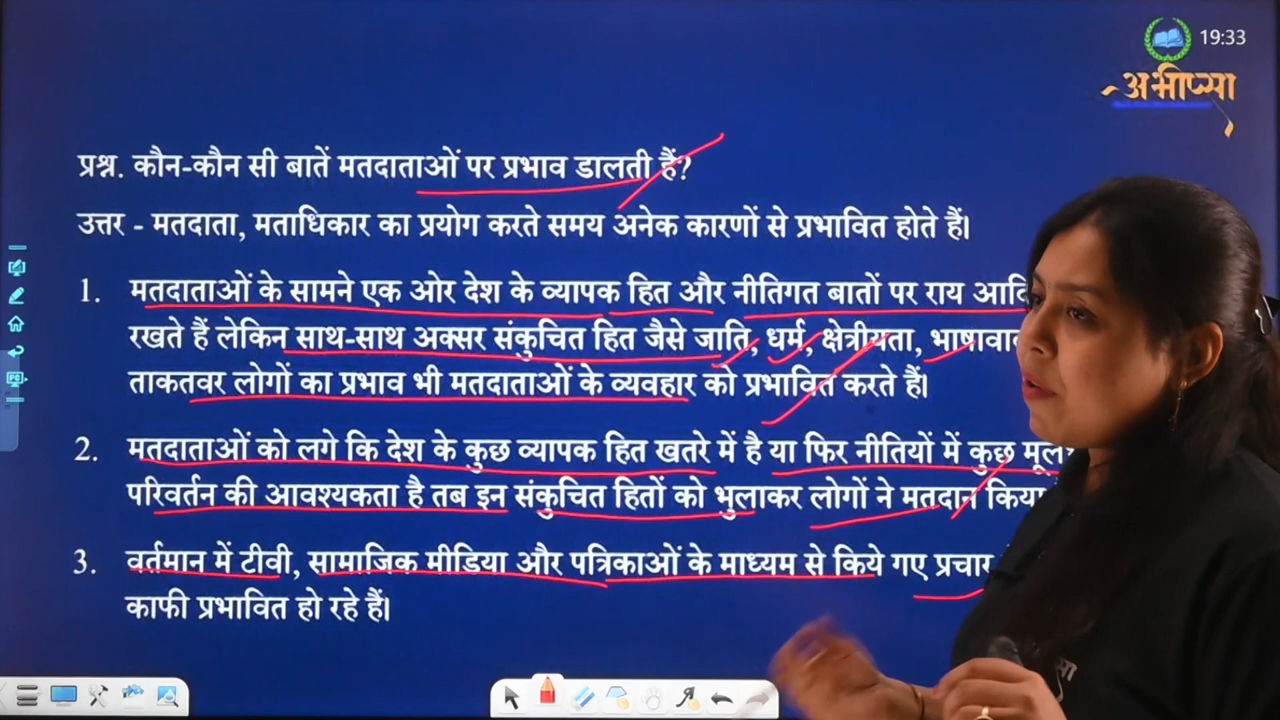 19:33
अभीप्सा
प्रश्न. कौन-कौन सी बातें मतदाताओं पर प्रभाव डालती हैं?
उत्तर - मतदाता, मताधिकार का प्रयोग करते समय अनेक कारणों से प्रभावित होते हैं।
1. मतदाताओं के सामने एक ओर देश के व्यापक हित और नीतिगत बातों पर राय
रखते हैं लेकिन साथ-साथ अक्सर संकुचित हित जैसे जाति, धर्म, क्षेत्रीयता,
ताकतवर लोगों का प्रभाव भी मतदाताओं के व्यवहार को प्रभावित करते हैं।
2. मतदाताओं को लगे कि देश के कुछ व्यापक हित खतरे में है या फिर नीतियों में कुछ
परिवर्तन की आवश्यकता है तब इन संकुचित हितों को भुलाकर लोगों ने मतदान
3. वर्तमान में टीवी, सामाजिक मीडिया और पत्रिकाओं के माध्यम से किये गए प्रचार
काफी प्रभावित हो रहे हैं।